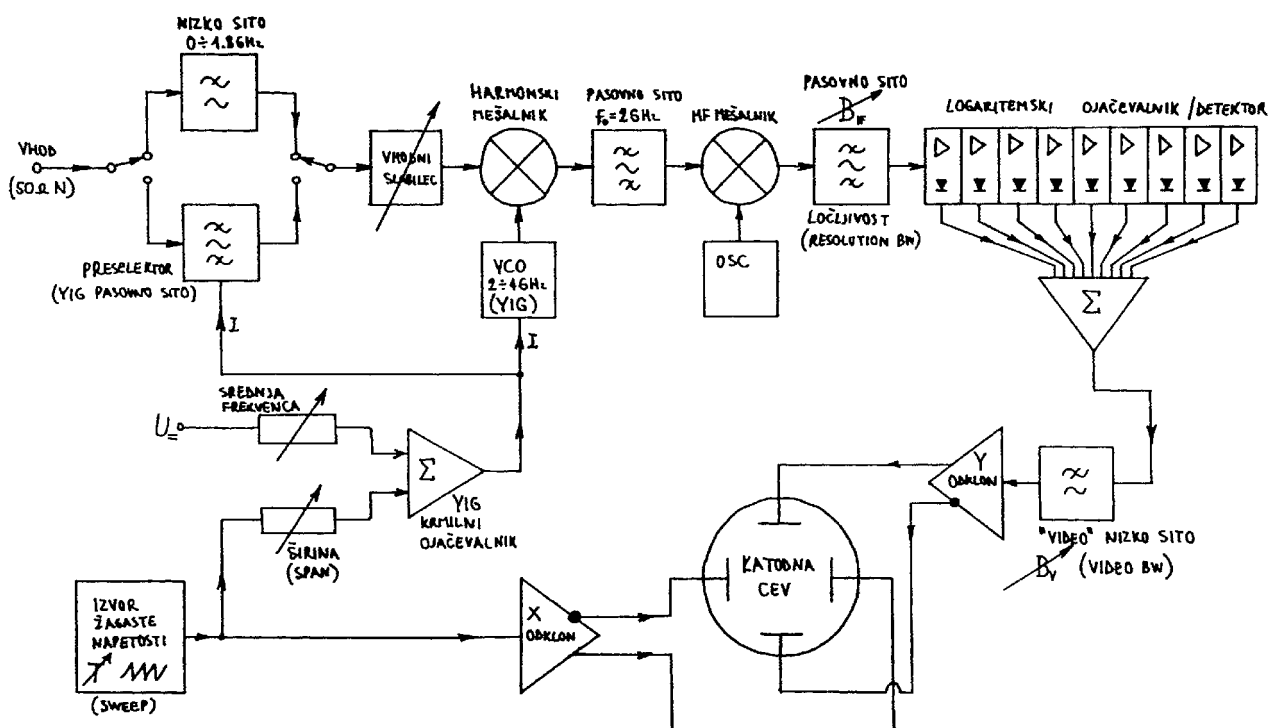 NIZKO SITO
0÷1.8GHz
VHOD
(50Ω N)
PRESELEKTOR
(YIG PASOVNO SITO)
I
VHODNI
SLABILEC
HARMONSKI
MEŠALNIK
VCO
2÷4GHz
(YIG)
I
PASOVNO SITO
f₀=2GHz
MF MEŠALNIK
OSC
PASOVNO SITO
B_IF
LOČLJIVOST
(RESOLUTION BW)
LOGARITEMSKI OJAČEVALNIK/DETEKTOR
Σ
SREDNJA
FREKVENCA
U=
Σ
YIG
KRMILNI
OJAČEVALNIK
ŠIRINA
(SPAN)
Y
ODKLON
"VIDEO" NIZKO SITO
B_V (VIDEO BW)
KATODNA
CEV
IZVOR
ŽAGASTE
NAPETOSTI
T
(SWEEP)
X
ODKLON